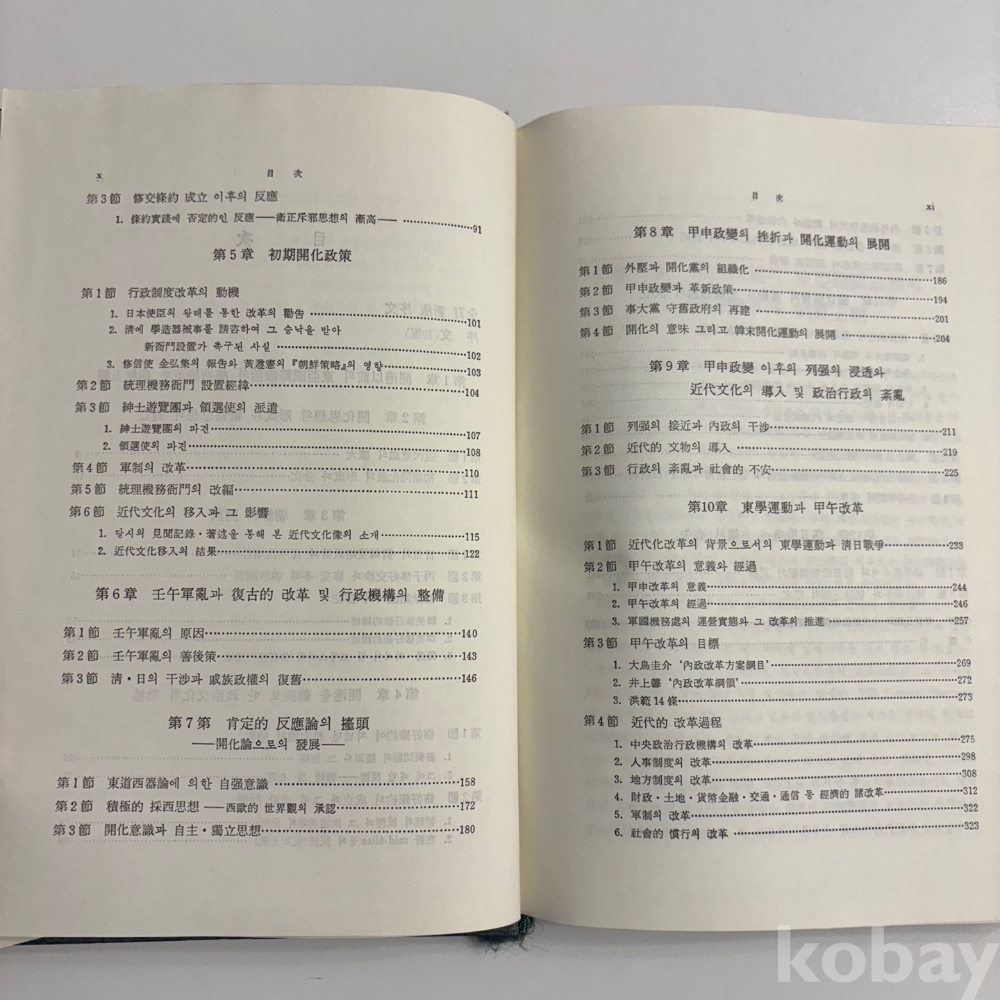 x 目 次
第3節 修交條約 成立 이후의 反應
1. 條約實踐에 否定的인 反應——衛正斥邪思想의 漸高—— 91
第5章 初期開化政策
第1節 行政制度改革의 動機
1. 日本使臣의 왕래를 통한 改革의 勸告 101
2. 淸에 學造器械事를 請咨하여 그 승낙을 받아
新衙門設置가 촉구된 사실 102
3. 修信使 金弘集의 報告와 黃遵憲의『朝鮮策略』의 영향 103
第2節 統理機務衙門 設置經緯 104
第3節 紳士遊覽團과 領選使의 派遣
1. 紳士遊覽團의 파견 107
2. 領選使의 파견 108
第4節 軍制의 改革 110
第5節 統理機務衙門의 改編 111
第6節 近代文化의 移入과 그 影響
1. 당시의 見聞記錄·著述을 통해 본 近代文化像의 소개 115
2. 近代文化移入의 結果 122
第6章 壬午軍亂과 復古的 改革 및 行政機構의 整備
第1節 壬午軍亂의 原因 140
第2節 壬午軍亂의 善後策 143
第3節 淸·日의 干涉과 戚族政權의 復舊 146
第7第 肯定的 反應論의 擡頭
——開化論으로의 發展——
第1節 東道西器論에 의한 自强意識 158
第2節 積極的 採西思想——西歐的 世界觀의 承認 172
第3節 開化意識과 自主·獨立思想 180
目 次 xi
第8章 甲申政變의 挫折과 開化運動의 展開
第1節 外壓과 開化黨의 組織化 186
第2節 甲申政變과 革新政策 194
第3節 事大黨 守舊政府의 再建 201
第4節 開化의 意味 그리고 韓末開化運動의 展開 204
第9章 甲申政變 이후의 列强의 浸透와
近代文化의 導入 및 政治行政의 紊亂
第1節 列强의 接近과 內政의 干涉 211
第2節 近代的 文物의 導入 219
第3節 行政의 紊亂과 社會的 不安 225
第10章 東學運動과 甲午改革
第1節 近代化改革의 背景으로서의 東學運動과 淸日戰爭 233
第2節 甲午改革의 意義와 經過
1. 甲申改革의 意義 244
2. 甲午改革의 經過 246
3. 軍國機務處의 運營實態와 그 改革의 推進 257
第3節 甲午改革의 目標
1. 大鳥圭介 '內政改革方案綱目' 269
2. 井上馨 '內政改革綱領' 272
3. 洪範 14條 273
第4節 近代的 改革過程
1. 中央政治行政機構의 改革 275
2. 人事制度의 改革 298
3. 地方制度의 改革 308
4. 財政·土地·貨幣金融·交通·通信 등 經濟的 諸改革 312
5. 軍制의 改革 322
6. 社會的 慣行의 改革 323
kobay